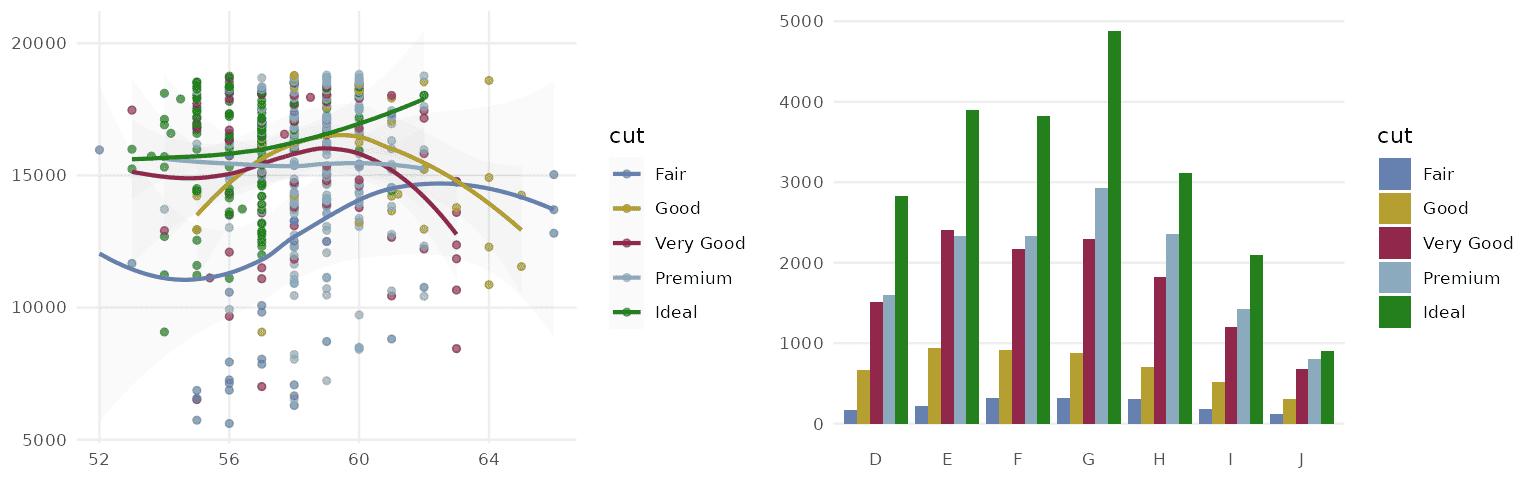 20000
15000
10000
5000
52 56 60 64
cut
Fair
Good
Very Good
Premium
Ideal
5000
4000
3000
2000
1000
0
D E F G H I J
cut
Fair
Good
Very Good
Premium
Ideal